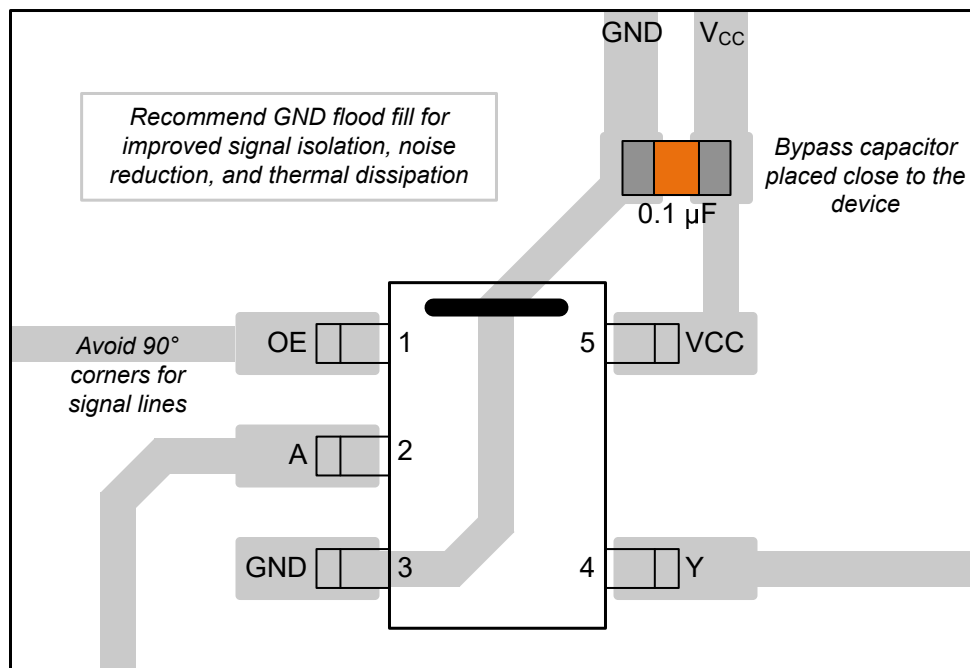 GND
V_CC
Recommend GND flood fill for
improved signal isolation, noise
reduction, and thermal dissipation
Bypass capacitor
placed close to the
device
0.1 µF
OE
1
5
VCC
Avoid 90°
corners for
signal lines
A
2
GND
3
4
Y